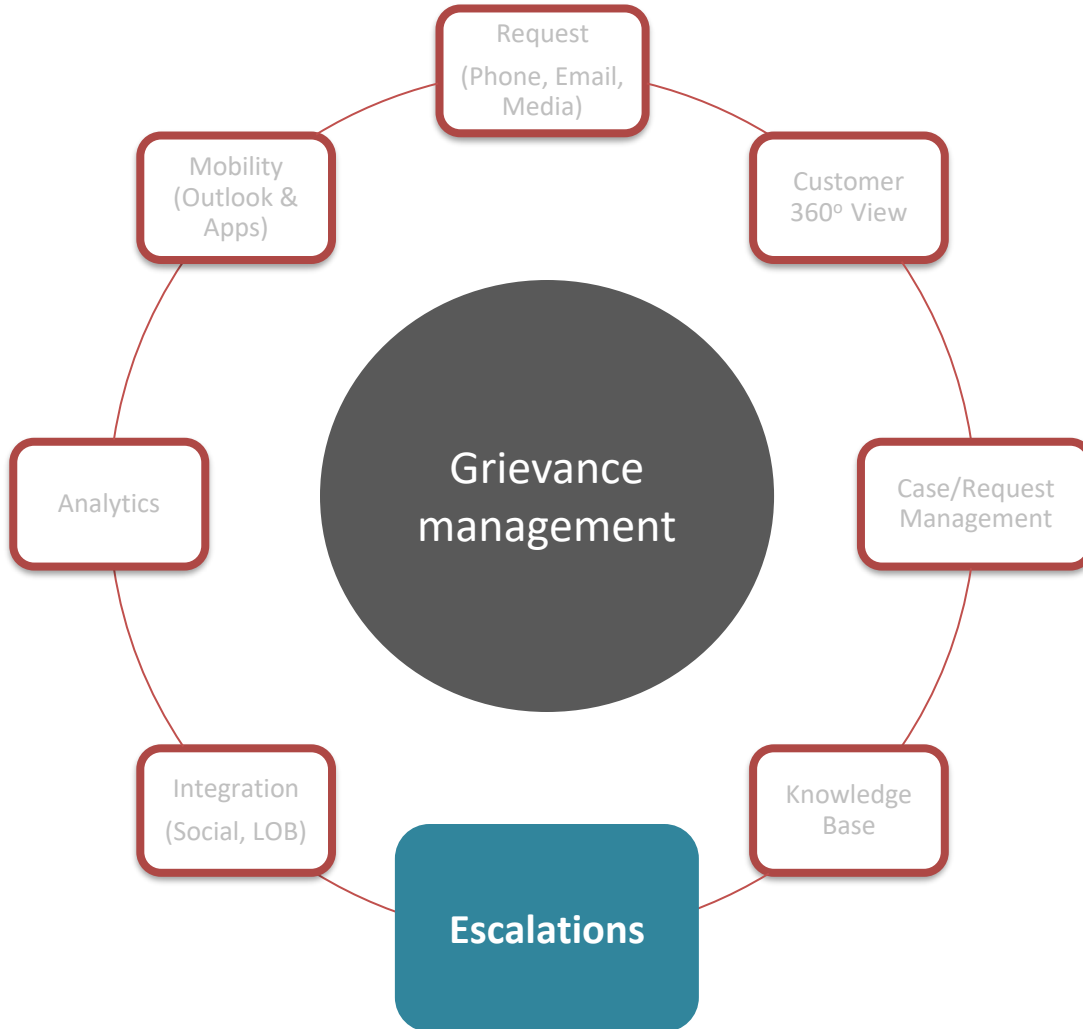 Request
(Phone, Email,
Media)
Mobility
(Outlook &
Apps)
Customer
360º View
Analytics
Grievance
management
Case/Request
Management
Integration
(Social, LOB)
Knowledge
Base
Escalations